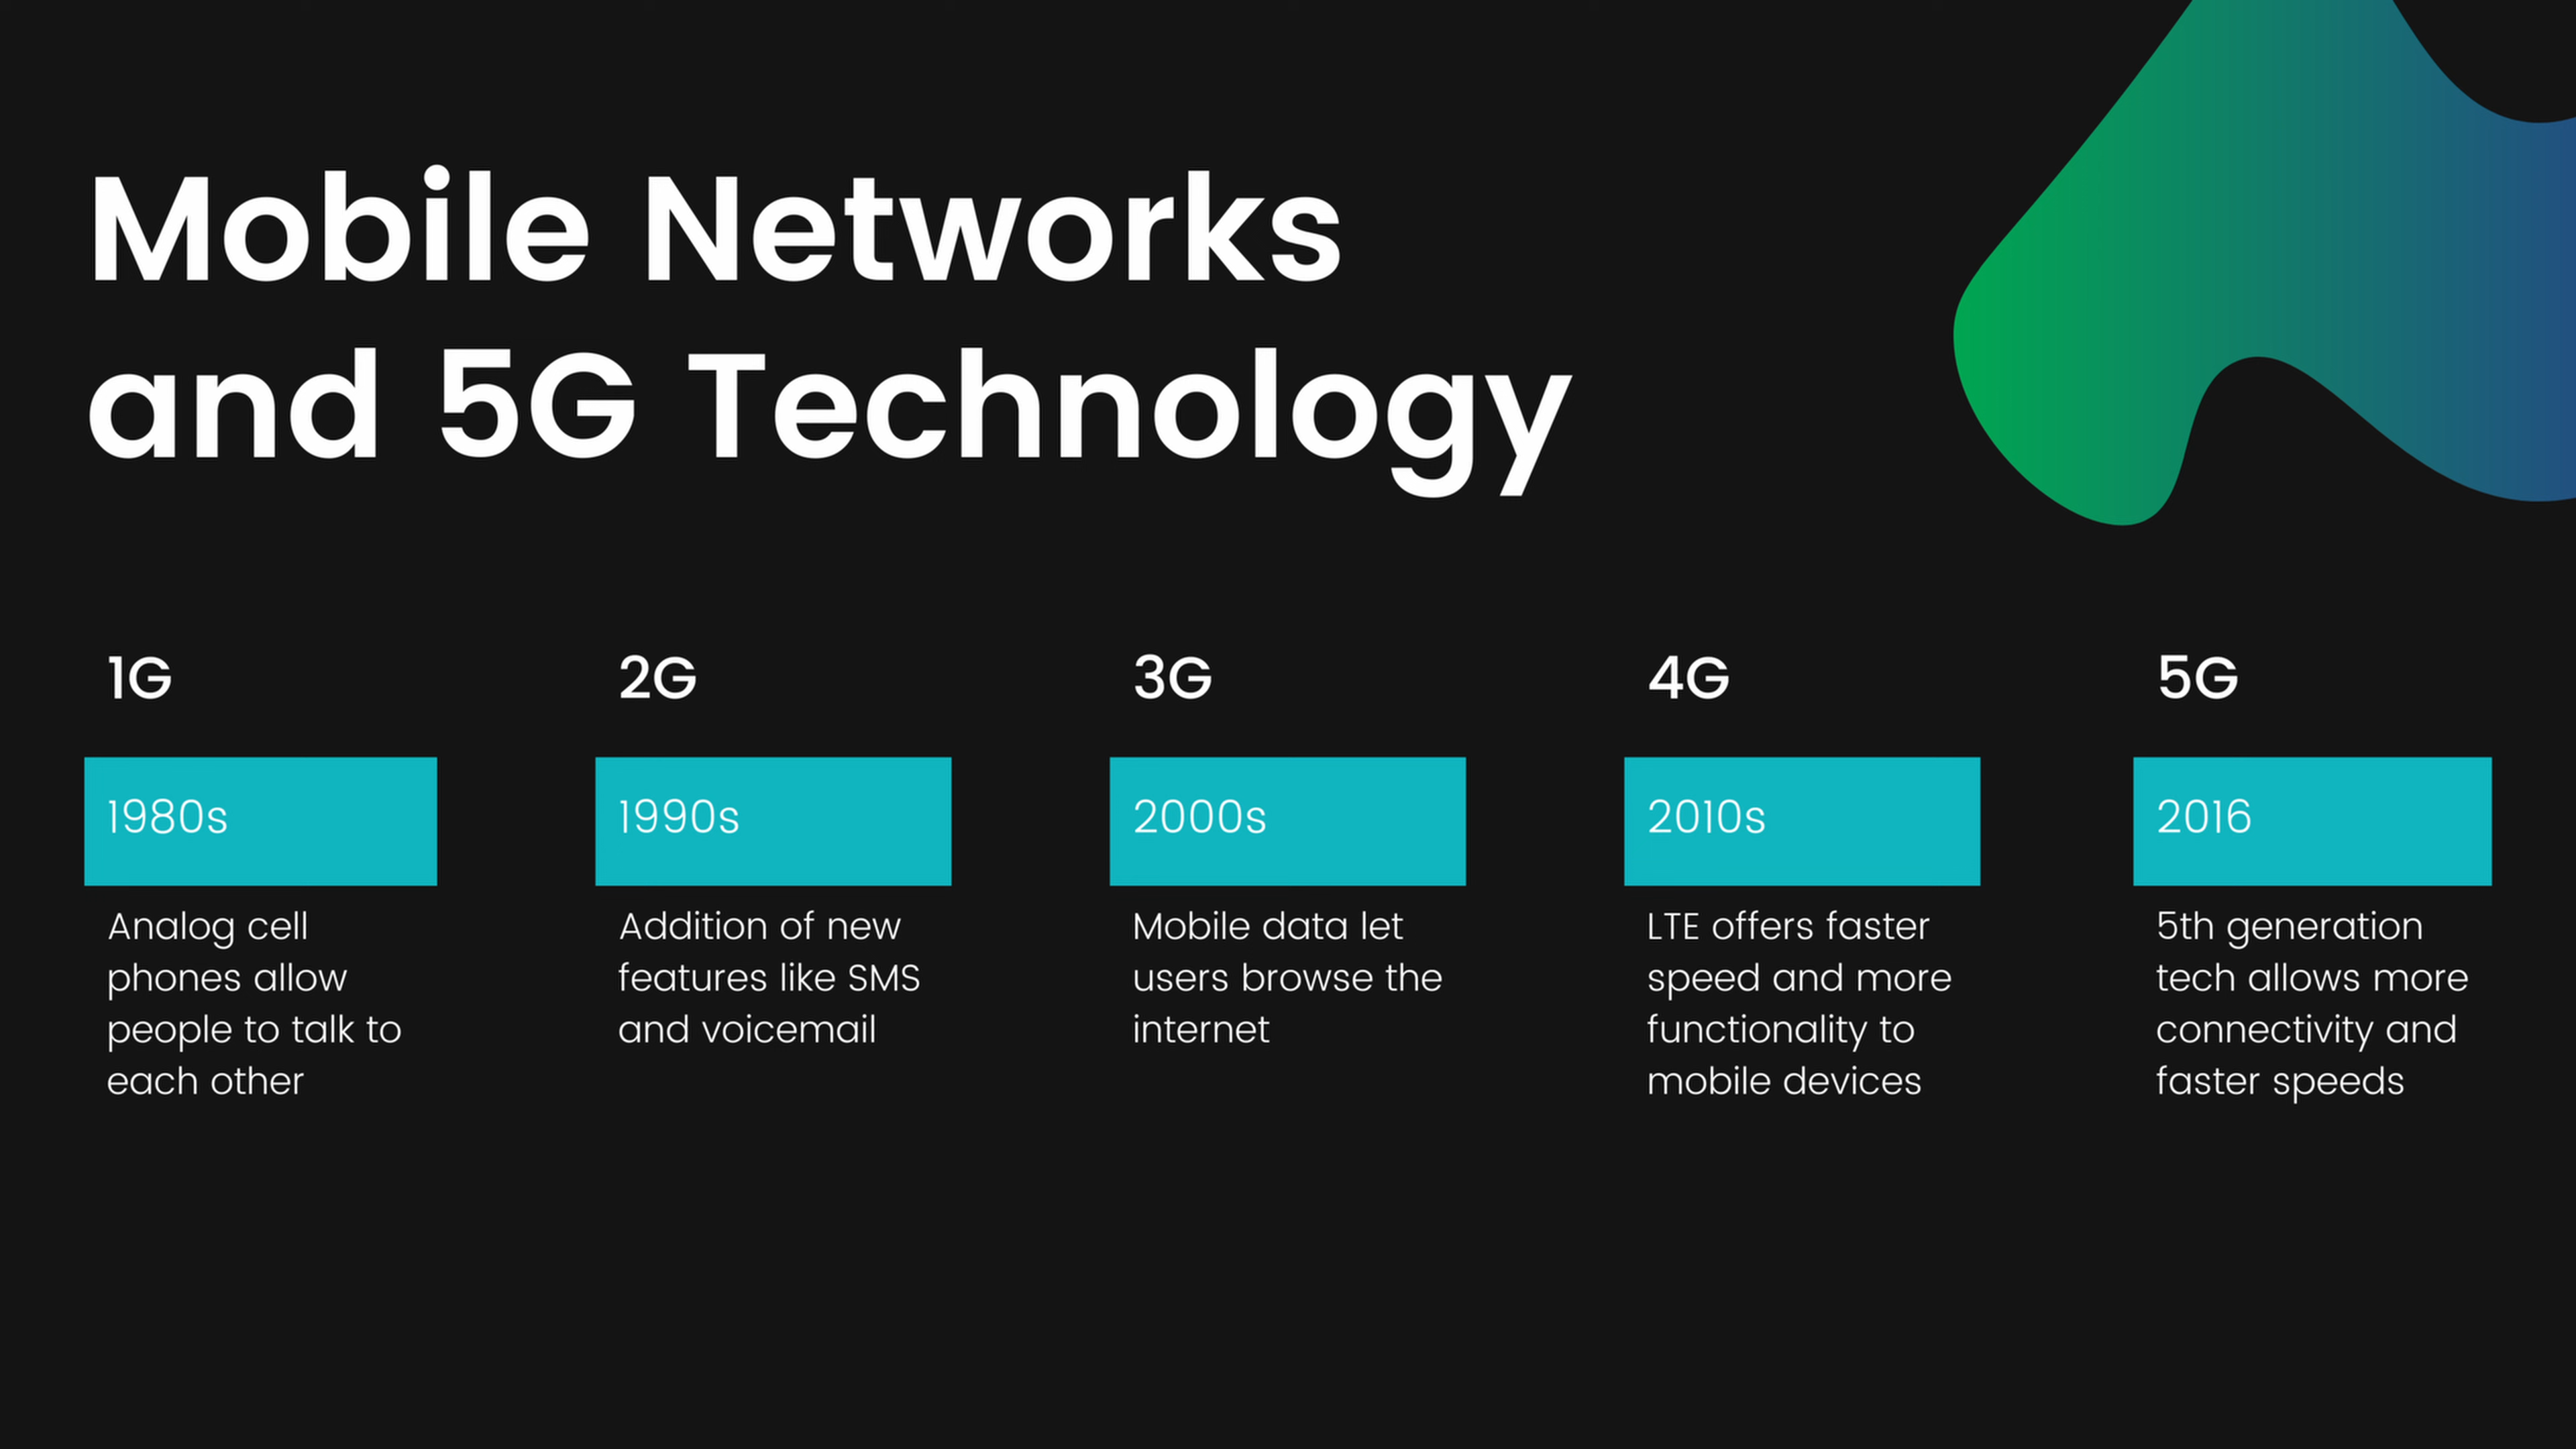 Mobile Networks
and 5G Technology
1G
1980s
Analog cell
phones allow
people to talk to
each other
2G
1990s
Addition of new
features like SMS
and voicemail
3G
2000s
Mobile data let
users browse the
internet
4G
2010s
LTE offers faster
speed and more
functionality to
mobile devices
5G
2016
5th generation
tech allows more
connectivity and
faster speeds